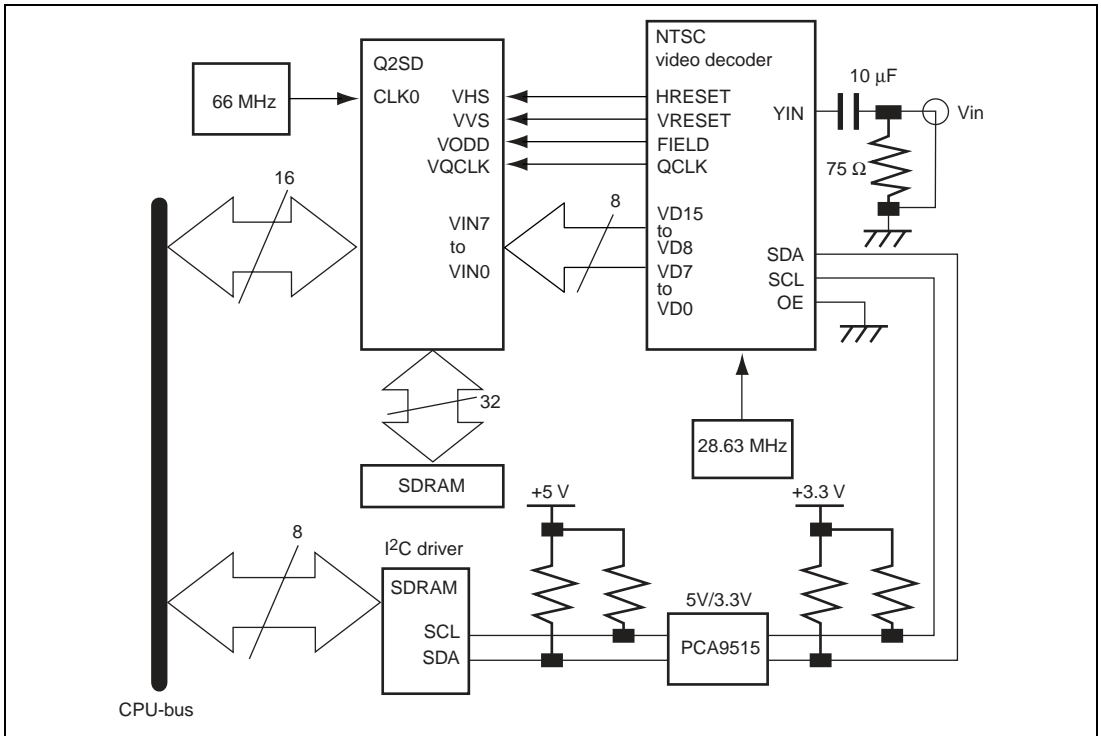 NTSC
video decoder
Q2SD
66 MHz
CLK0
VHS
VVS
VODD
VQCLK
HRESET
VRESET
FIELD
QCLK
YIN
10 μF
Vin
75 Ω
16
VIN7
to
VIN0
8
VD15
to
VD8
VD7
to
VD0
SDA
SCL
OE
32
SDRAM
28.63 MHz
+5 V
+3.3 V
8
I2C driver
SDRAM
SCL
SDA
5V/3.3V
PCA9515
CPU-bus